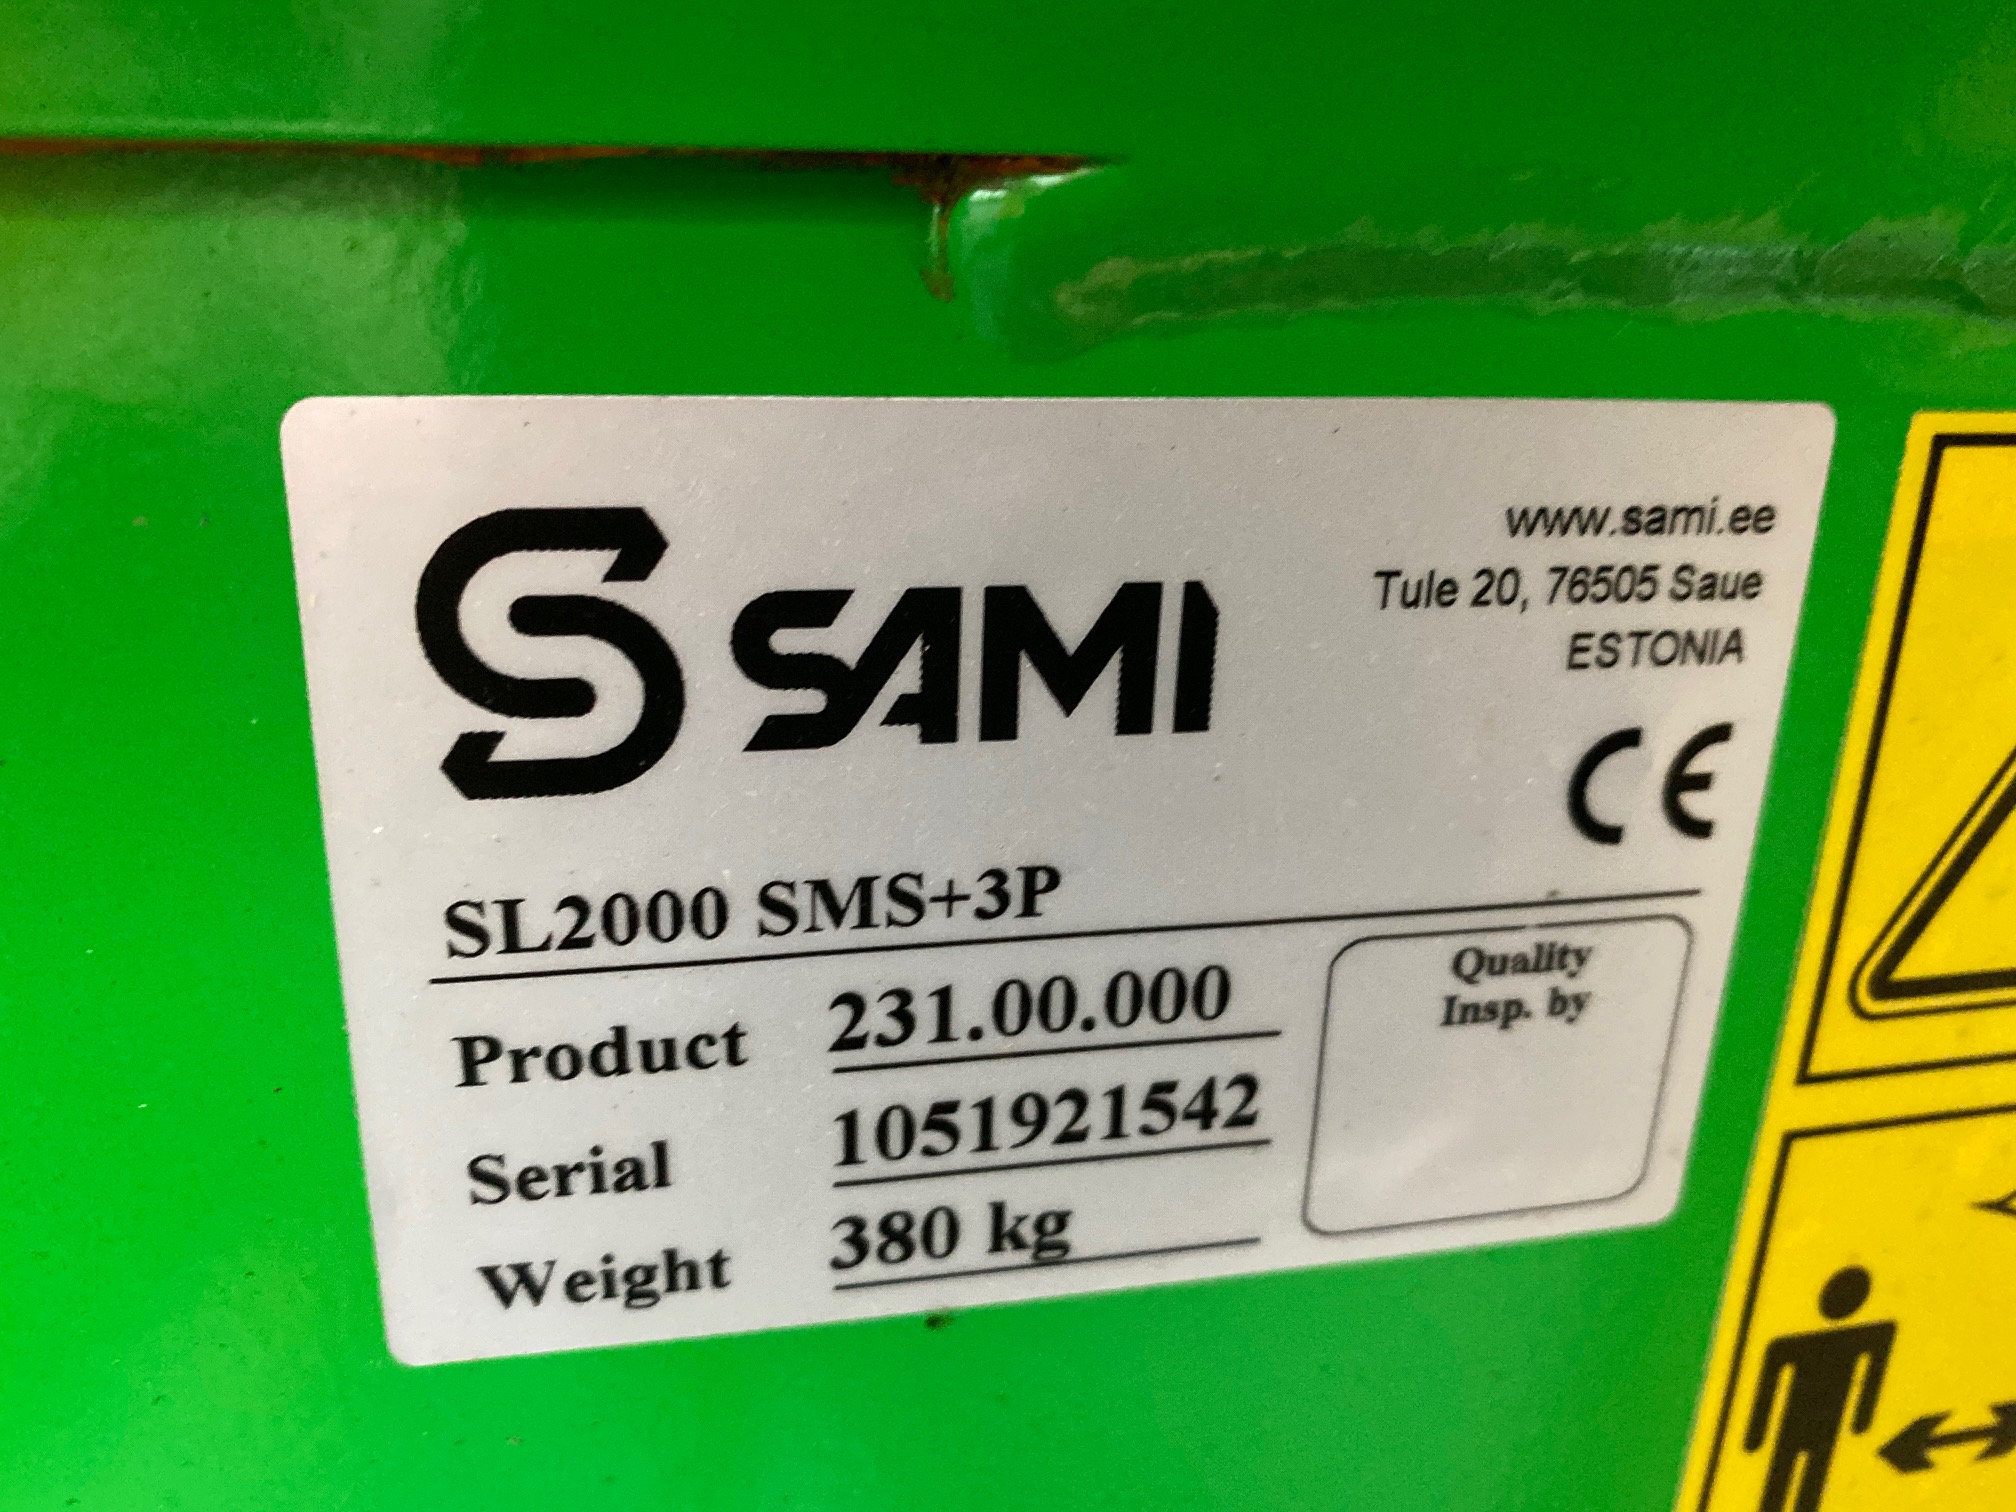 SAMI
www.sami.ee
Tule 20, 76505 Saue
ESTONIA
CE
SL2000 SMS+3P
Product 231.00.000
Serial 1051921542
Weight 380 kg
Quality
Insp. by